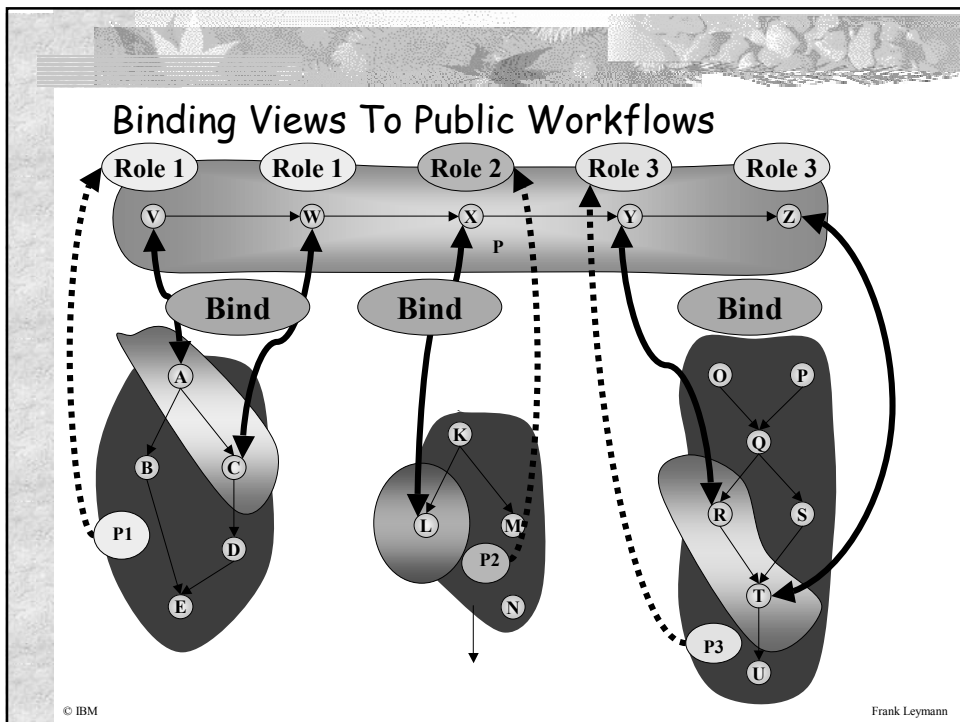 Binding Views To Public Workflows
Role 1 Role 1 Role 2 Role 3 Role 3
V W X Y Z
P
Bind Bind Bind
A O P
K
Q
B C
R S
L M
P1
D
P2
T
E N
P3
U
© IBM Frank Leymann